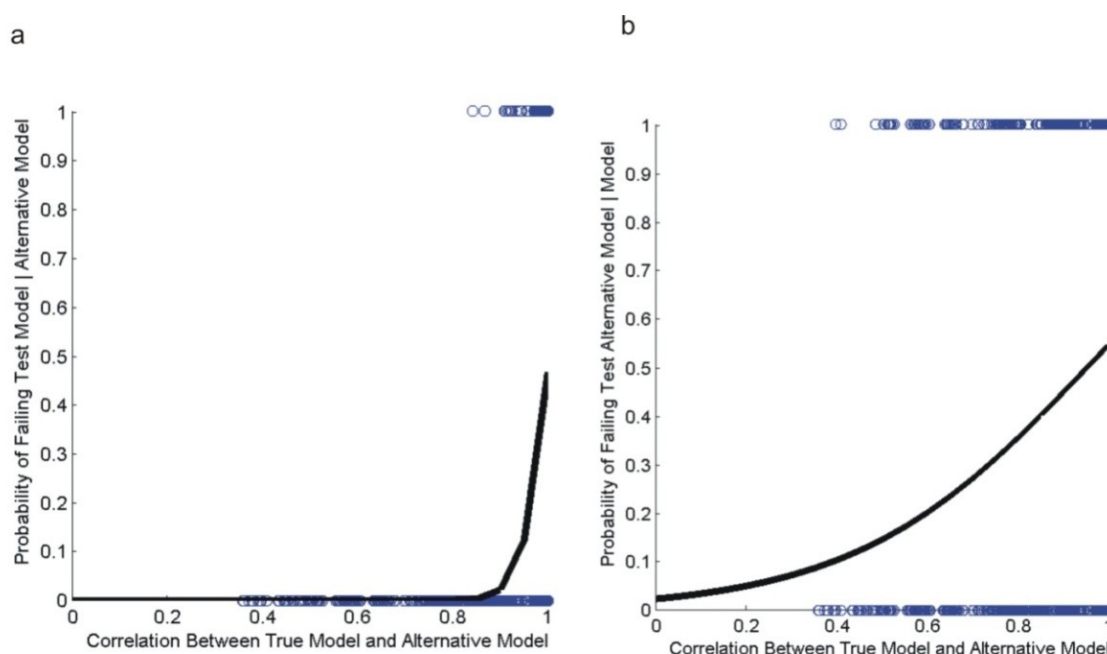 a
Probability of Failing Test Model | Alternative Model
1
0.9
0.8
0.7
0.6
0.5
0.4
0.3
0.2
0.1
0
0 0.2 0.4 0.6 0.8 1
Correlation Between True Model and Alternative Model
b
Probability of Failing Test Alternative Model | Model
1
0.9
0.8
0.7
0.6
0.5
0.4
0.3
0.2
0.1
0
0 0.2 0.4 0.6 0.8 1
Correlation Between True Model and Alternative Model